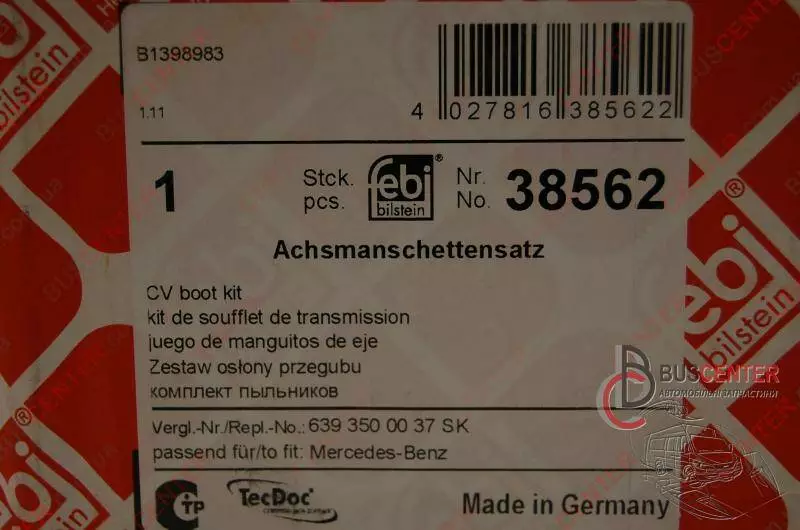 B1398983
1.11
4 027816 385622
1 Stck. pcs. febi bilstein® Nr. No. 38562
Achsmanschettensatz
CV boot kit
kit de soufflet de transmission
juego de manguitos de eje
Zestaw osłony przegubu
комплект пыльников
Vergl.-Nr./Repl.-No.: 639 350 00 37 SK
passend für/to fit: Mercedes-Benz
TecDoc
Made in Germany
febi® bilstein
BUSCENTER
АВТОМОБІЛЬНІ ЗАПЧАСТИНИ